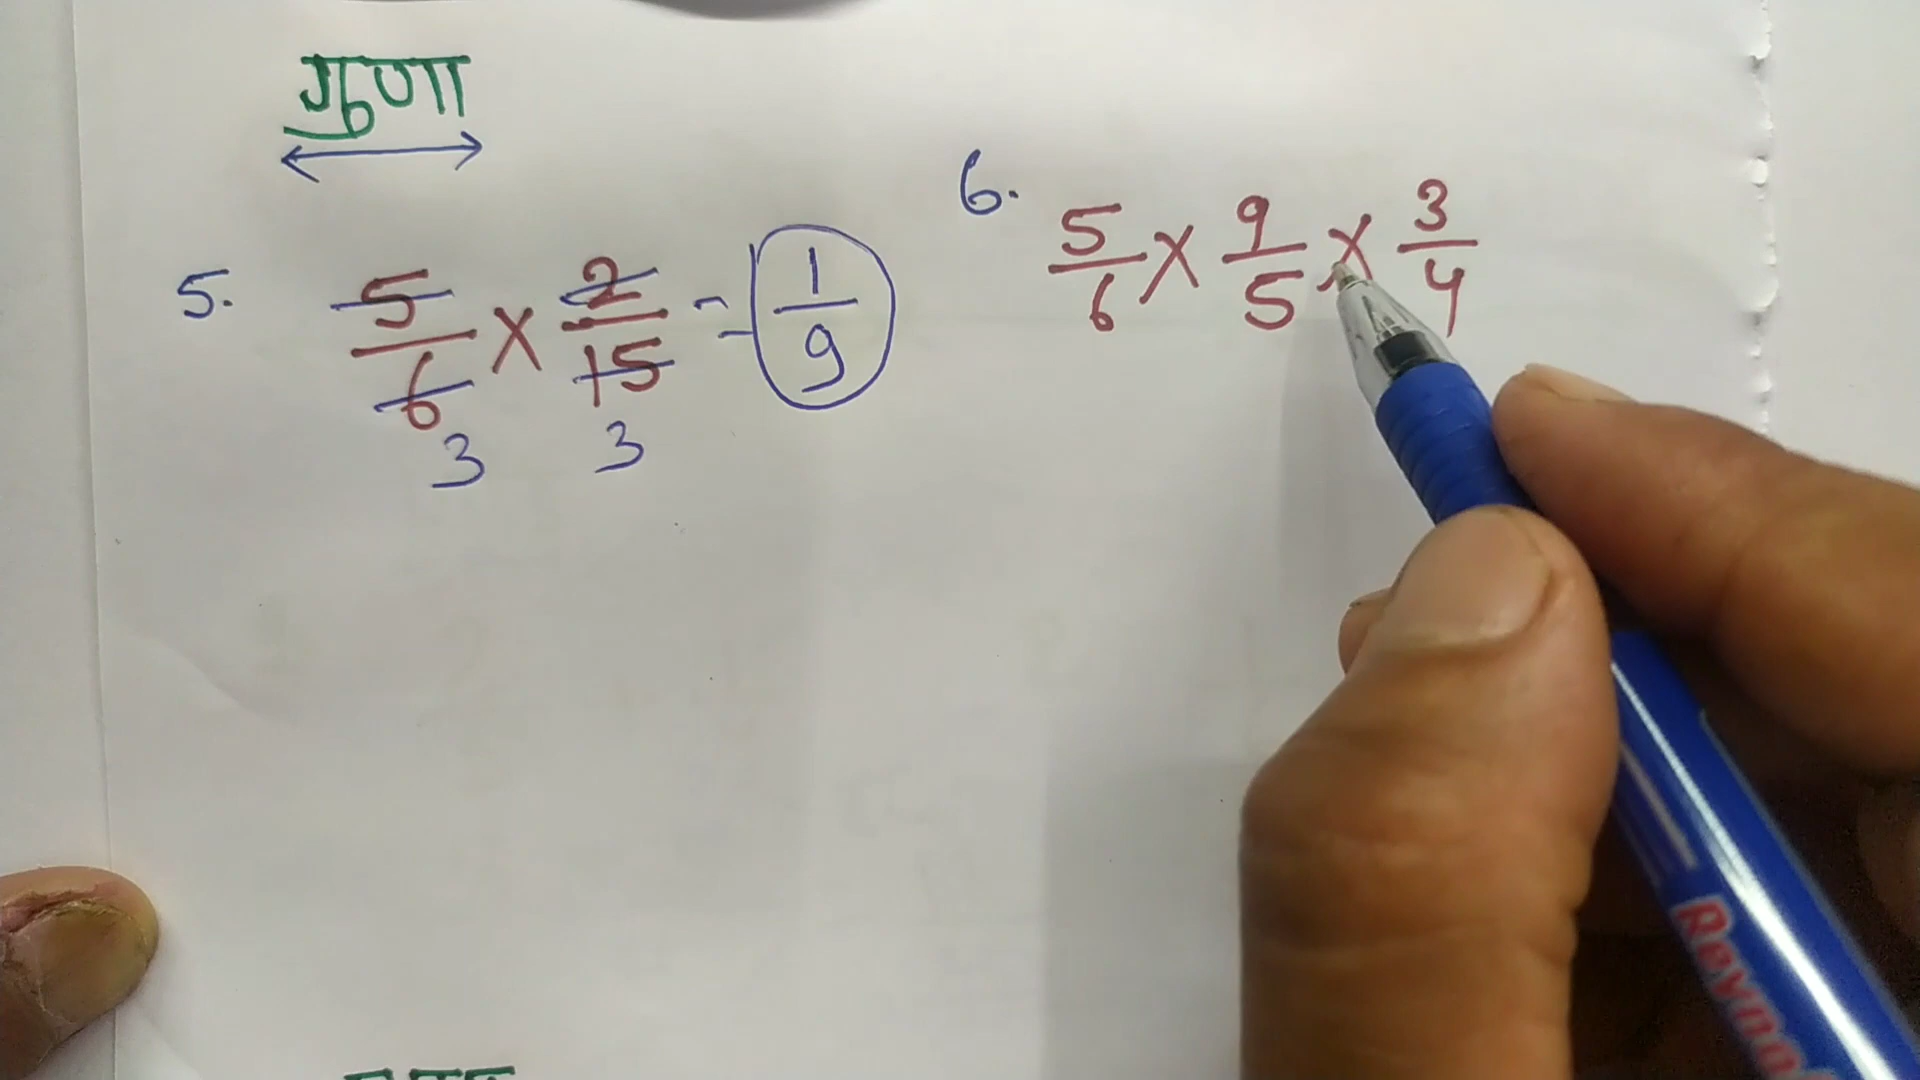 गुणा
5. 5/6 × 2/15 = 1/9
3 3
6. 5/6 × 9/5 × 3/4